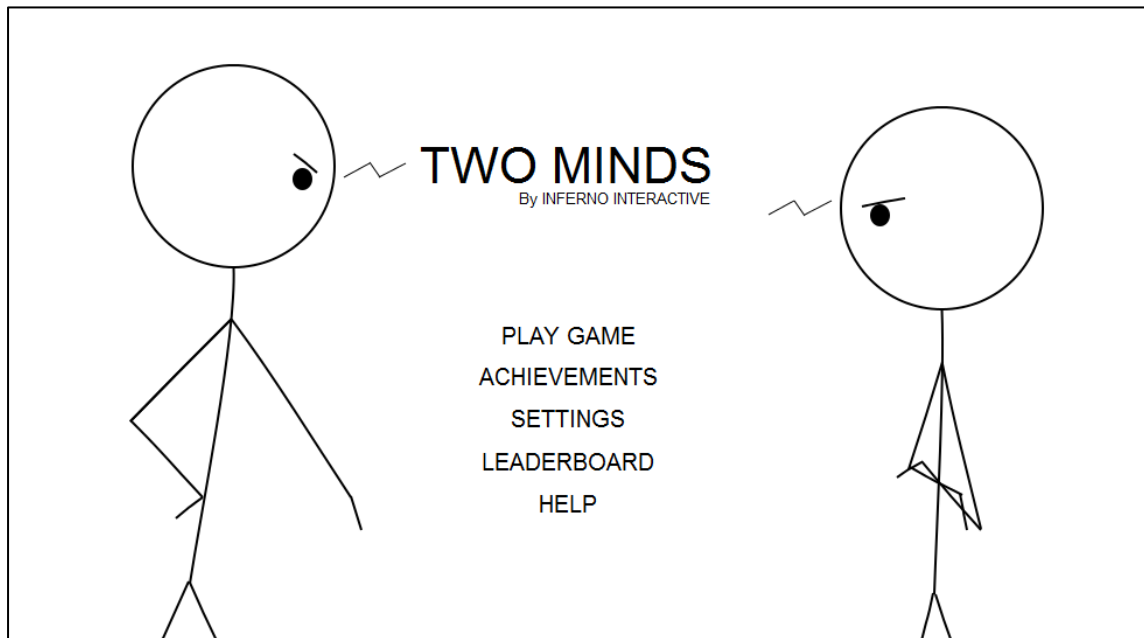 TWO MINDS
By INFERNO INTERACTIVE
PLAY GAME
ACHIEVEMENTS
SETTINGS
LEADERBOARD
HELP